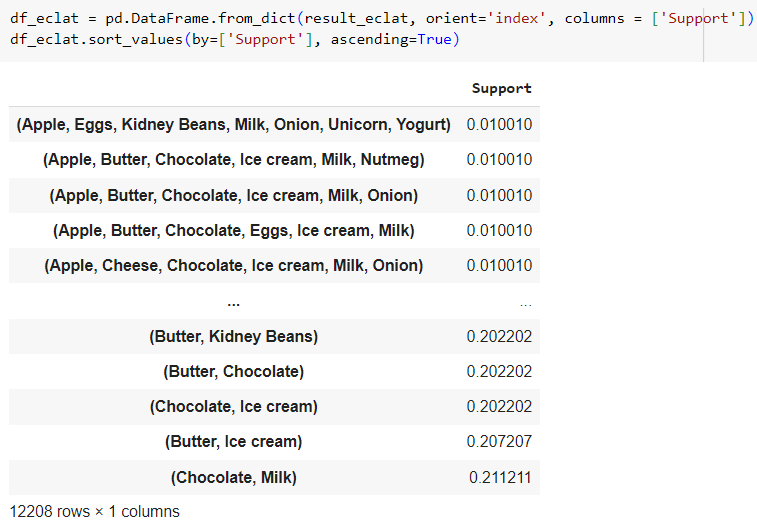 df_eclat = pd.DataFrame.from_dict(result_eclat, orient='index', columns = ['Support'])
df_eclat.sort_values(by=['Support'], ascending=True)
Support
(Apple, Eggs, Kidney Beans, Milk, Onion, Unicorn, Yogurt) 0.010010
(Apple, Butter, Chocolate, Ice cream, Milk, Nutmeg) 0.010010
(Apple, Butter, Chocolate, Ice cream, Milk, Onion) 0.010010
(Apple, Butter, Chocolate, Eggs, Ice cream, Milk) 0.010010
(Apple, Cheese, Chocolate, Ice cream, Milk, Onion) 0.010010
... ...
(Butter, Kidney Beans) 0.202202
(Butter, Chocolate) 0.202202
(Chocolate, Ice cream) 0.202202
(Butter, Ice cream) 0.207207
(Chocolate, Milk) 0.211211
12208 rows × 1 columns